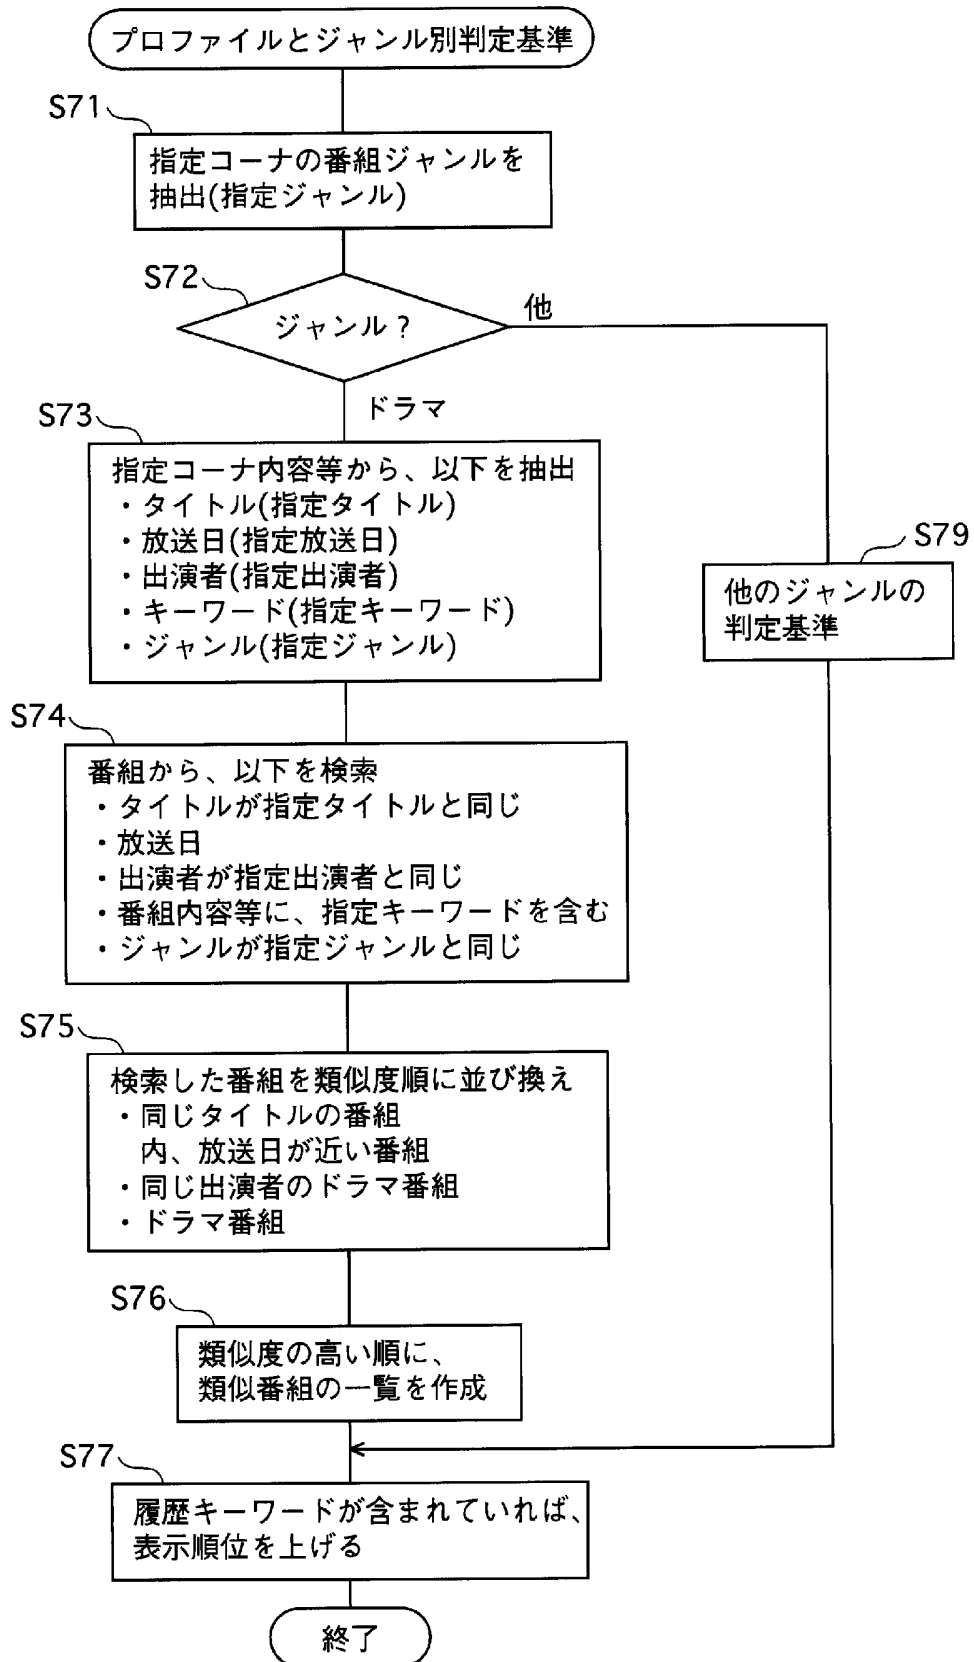 プロファイルとジャンル別判定基準
S71
指定コーナの番組ジャンルを
抽出(指定ジャンル)
S72
ジャンル?
他
ドラマ
S73
指定コーナ内容等から、以下を抽出
・タイトル(指定タイトル)
・放送日(指定放送日)
・出演者(指定出演者)
・キーワード(指定キーワード)
・ジャンル(指定ジャンル)
S79
他のジャンルの
判定基準
S74
番組から、以下を検索
・タイトルが指定タイトルと同じ
・放送日
・出演者が指定出演者と同じ
・番組内容等に、指定キーワードを含む
・ジャンルが指定ジャンルと同じ
S75
検索した番組を類似度順に並び換え
・同じタイトルの番組
内、放送日が近い番組
・同じ出演者のドラマ番組
・ドラマ番組
S76
類似度の高い順に、
類似番組の一覧を作成
S77
履歴キーワードが含まれていれば、
表示順位を上げる
終了